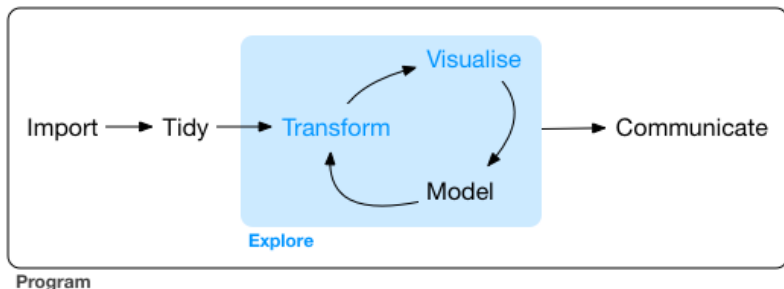 Visualise
Import
Tidy
Transform
Communicate
Model
Explore
Program